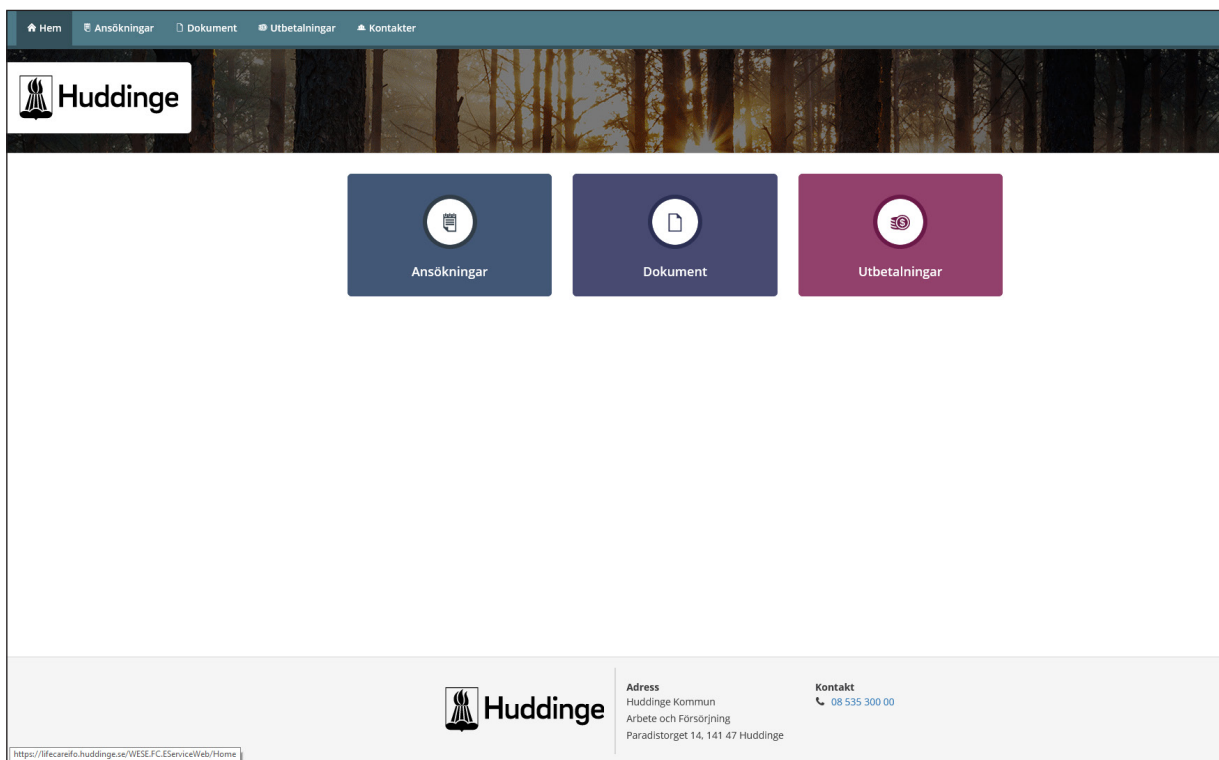 Hem Ansökningar Dokument Utbetalningar Kontakter
Huddinge
Ansökningar Dokument Utbetalningar
Huddinge
Adress
Huddinge Kommun
Arbete och Försörjning
Paradistorget 14, 141 47 Huddinge
Kontakt
08 535 300 00
https://lifecareifo.huddinge.se/WESE.FC.EServiceWeb/Home